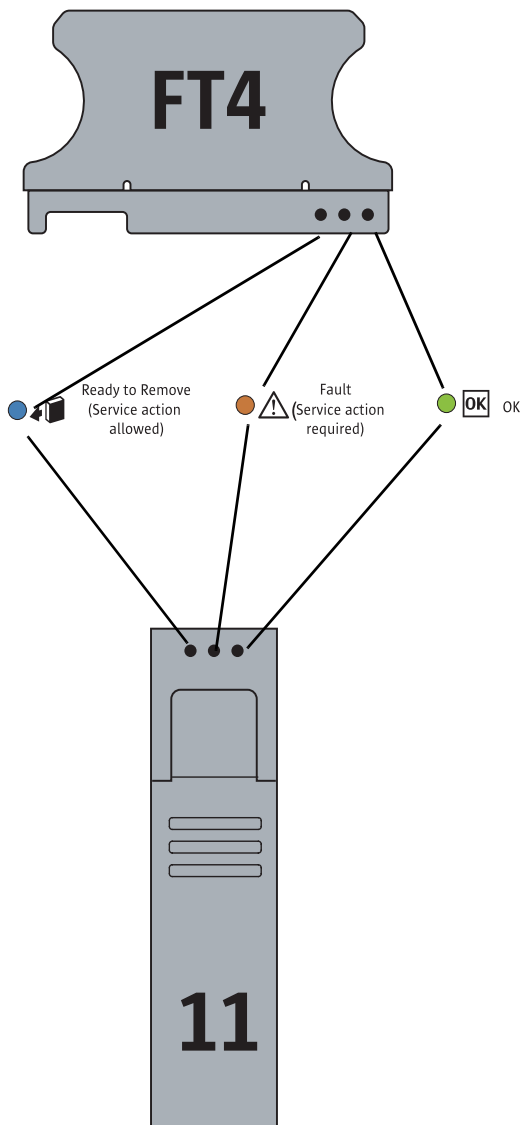 FT4
Ready to Remove
(Service action
allowed)
Fault
(Service action
required)
OK
OK
11